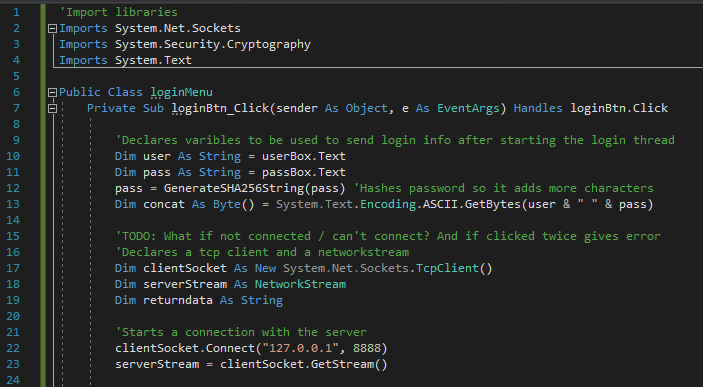 1 'Import libraries
2 Imports System.Net.Sockets
3 Imports System.Security.Cryptography
4 Imports System.Text
5
6 Public Class loginMenu
7 Private Sub loginBtn_Click(sender As Object, e As EventArgs) Handles loginBtn.Click
8
9 'Declares varibles to be used to send login info after starting the login thread
10 Dim user As String = userBox.Text
11 Dim pass As String = passBox.Text
12 pass = GenerateSHA256String(pass) 'Hashes password so it adds more characters
13 Dim concat As Byte() = System.Text.Encoding.ASCII.GetBytes(user & " " & pass)
14
15 'TODO: What if not connected / can't connect? And if clicked twice gives error
16 'Declares a tcp client and a networkstream
17 Dim clientSocket As New System.Net.Sockets.TcpClient()
18 Dim serverStream As NetworkStream
19 Dim returndata As String
20
21 'Starts a connection with the server
22 clientSocket.Connect("127.0.0.1", 8888)
23 serverStream = clientSocket.GetStream()
24